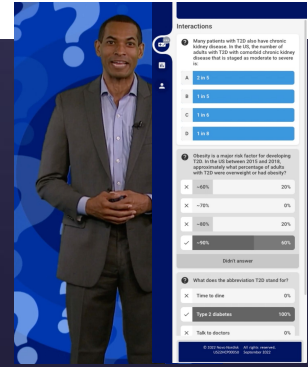 Interactions
Many patients with T2D also have chronic
kidney disease. In the US, the number of
adults with T2D with comorbid chronic kidney
disease that is staged as moderate to severe
is:
A 2 in 5
B 1 in 5
C 1 in 6
D 1 in 8
Obesity is a major risk factor for developing
T2D. In the US between 2015 and 2018,
approximately what percentage of adults
with T2D were overweight or had obesity?
~60% 20%
~70% 0%
~80% 20%
~90% 60%
Didn't answer
What does the abbreviation T2D stand for?
Time to dine 0%
Type 2 diabetes 100%
Talk to doctors 0%
© 2022 Novo Nordisk All rights reserved.
September 2022